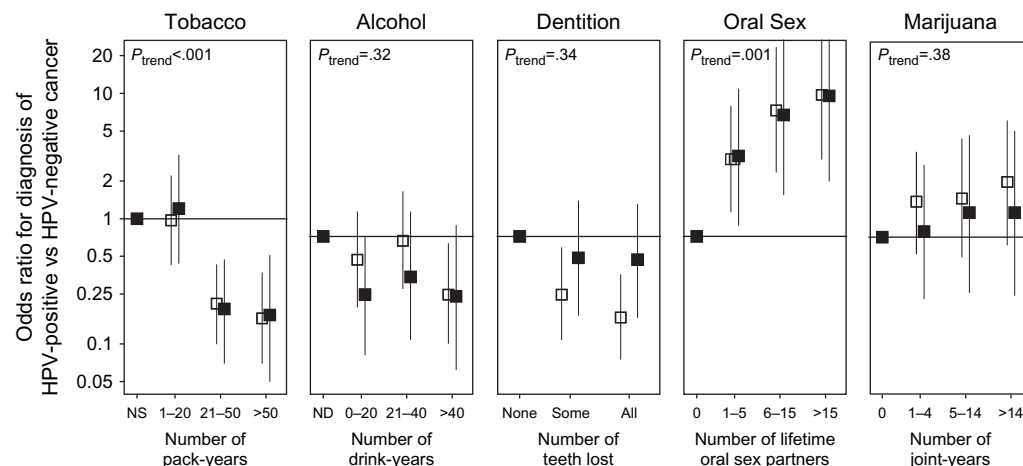 Tobacco
Alcohol
Dentition
Oral Sex
Marijuana
Ptrend<.001
Ptrend=.32
Ptrend=.34
Ptrend=.001
Ptrend=.38
Odds ratio for diagnosis of
HPV-positive vs HPV-negative cancer
20
10
5
2
1
0.5
0.25
0.1
0.05
NS 1–20 21–50 >50
ND 0–20 21–40 >40
None Some All
0 1–5 6–15 >15
0 1–4 5–14 >14
Number of
pack-years
Number of
drink-years
Number of
teeth lost
Number of lifetime
oral sex partners
Number of
joint-years